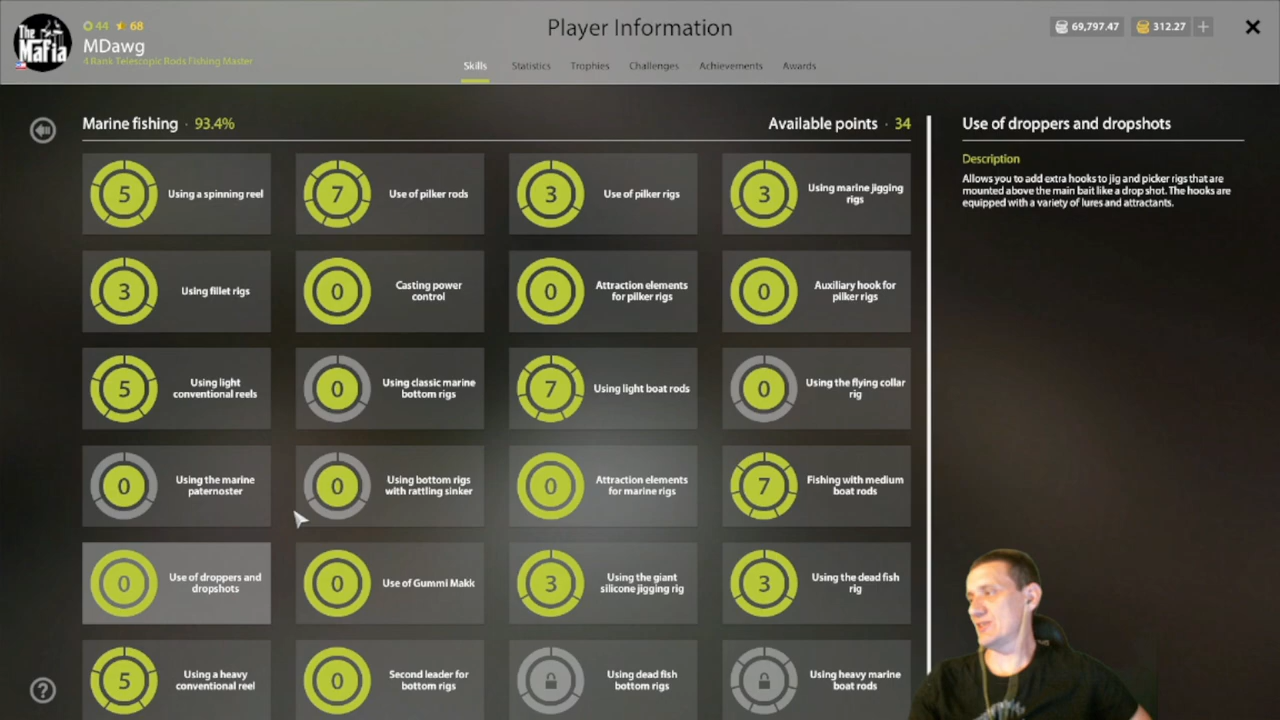 The
Mafia
44 68
MDawg
4 Rank Telescopic Rods Fishing Master
Player Information
69,797.47 312.27 +
Skills Statistics Trophies Challenges Achievements Awards
Marine fishing · 93.4%
Available points · 34
5 Using a spinning reel
7 Use of pilker rods
3 Use of pilker rigs
3 Using marine jigging
rigs
3 Using fillet rigs
0 Casting power
control
0 Attraction elements
for pilker rigs
0 Auxiliary hook for
pilker rigs
5 Using light
conventional reels
0 Using classic marine
bottom rigs
7 Using light boat rods
0 Using the flying collar
rig
0 Using the marine
paternoster
0 Using bottom rigs
with rattling sinker
0 Attraction elements
for marine rigs
7 Fishing with medium
boat rods
0 Use of droppers and
dropshots
0 Use of Gummi Makk
3 Using the giant
silicone jigging rig
3 Using the dead fish
rig
5 Using a heavy
conventional reel
0 Second leader for
bottom rigs
Using dead fish
bottom rigs
Using heavy marine
boat rods
?
Use of droppers and dropshots
Description
Allows you to add extra hooks to jig and picker rigs that are
mounted above the main bait like a drop shot. The hooks are
equipped with a variety of lures and attractants.